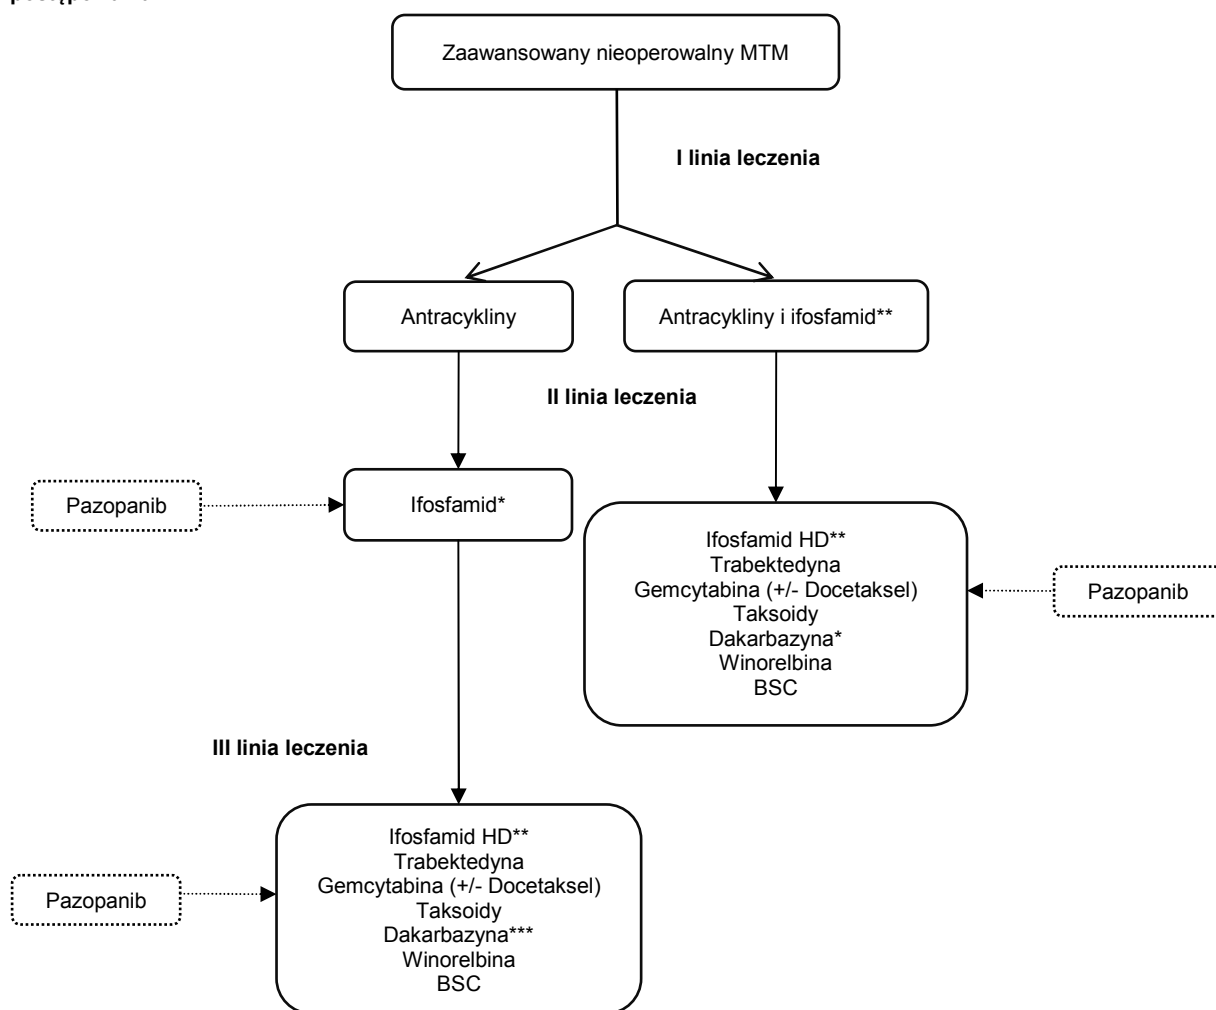 Zaawansowany nieoperowalny MTM
I linia leczenia
Antracykliny
Antracykliny i ifosfamid**
II linia leczenia
Pazopanib
Ifosfamid*
Ifosfamid HD**
Trabektedyna
Gemcytabina (+/- Docetaksel)
Taksoidy
Dakarbazyna*
Winorelbina
BSC
Pazopanib
III linia leczenia
Pazopanib
Ifosfamid HD**
Trabektedyna
Gemcytabina (+/- Docetaksel)
Taksoidy
Dakarbazyna***
Winorelbina
BSC